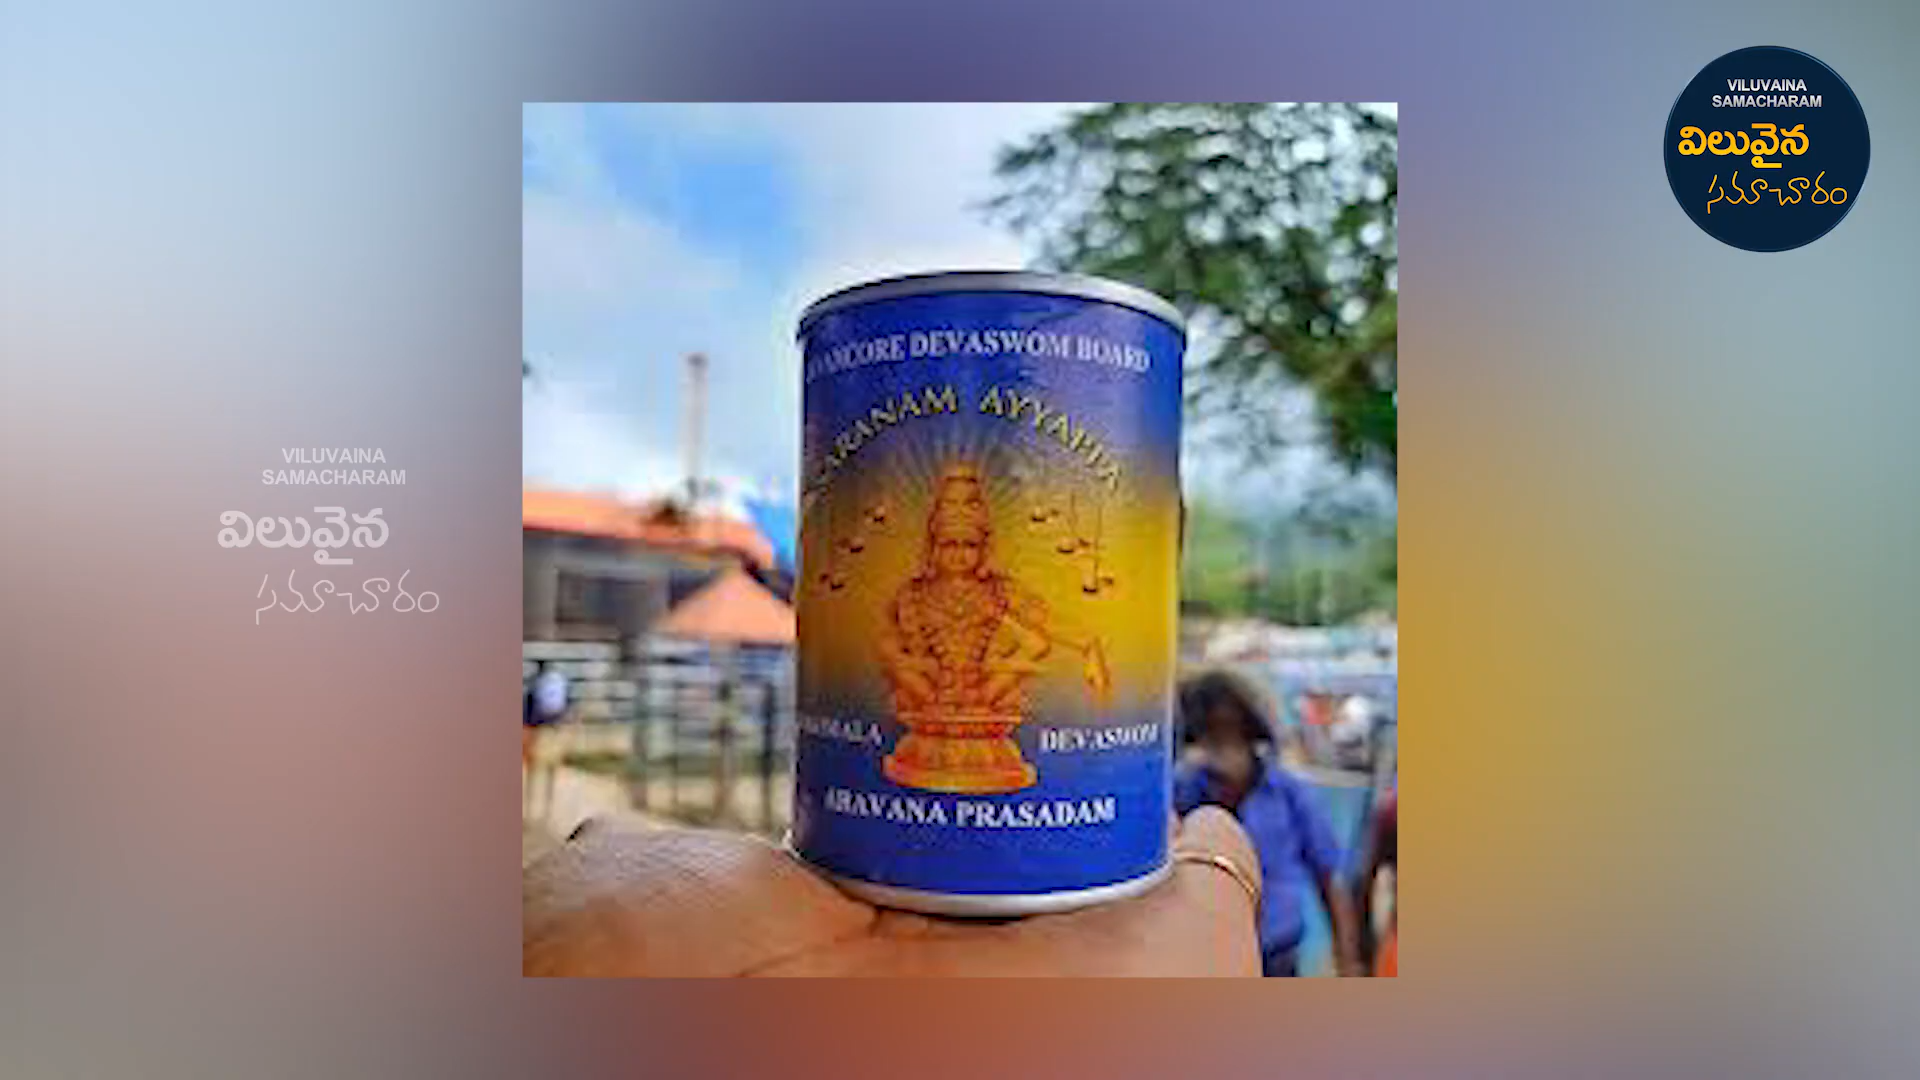 VILUVAINA
SAMACHARAM
విలువైన
సమాచారం
DEVASWOM BOARD
AYYAPPA
DEVASWOM
ARAVANA PRASADAM
VILUVAINA
SAMACHARAM
విలువైన
సమాచారం